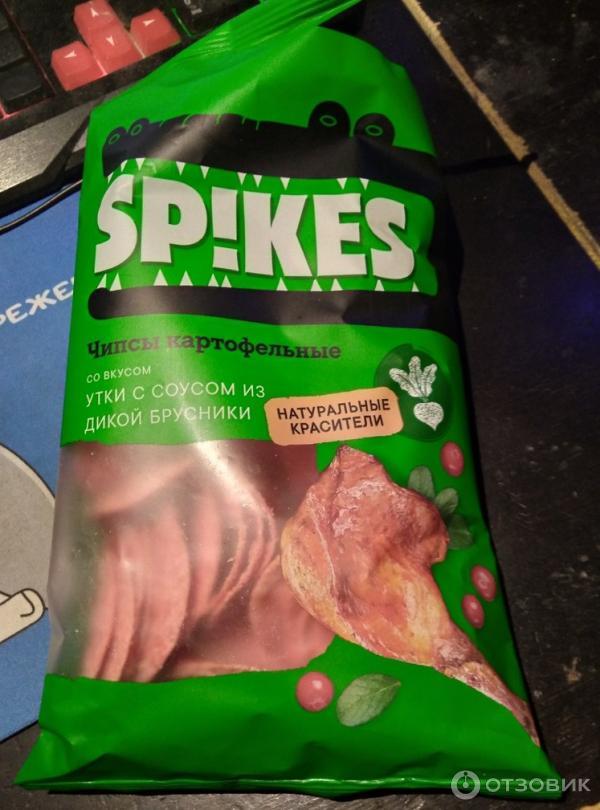 SP!KES
Чипсы картофельные
СО ВКУСОМ
УТКИ С СОУСОМ ИЗ
ДИКОЙ БРУСНИКИ
НАТУРАЛЬНЫЕ
КРАСИТЕЛИ
ОТЗОВИК